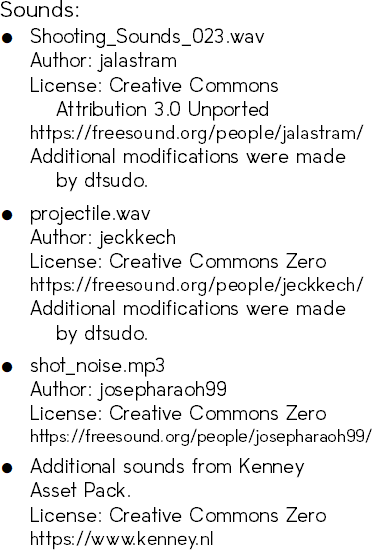 Sounds:
● Shooting_Sounds_023.wav
Author: jalastram
License: Creative Commons
Attribution 3.0 Unported
https://freesound.org/people/jalastram/
Additional modifications were made
by dtsudo.
● projectile.wav
Author: jeckkech
License: Creative Commons Zero
https://freesound.org/people/jeckkech/
Additional modifications were made
by dtsudo.
● shot_noise.mp3
Author: josepharaoh99
License: Creative Commons Zero
https://freesound.org/people/josepharaoh99/
● Additional sounds from Kenney
Asset Pack.
License: Creative Commons Zero
https://www.kenney.nl